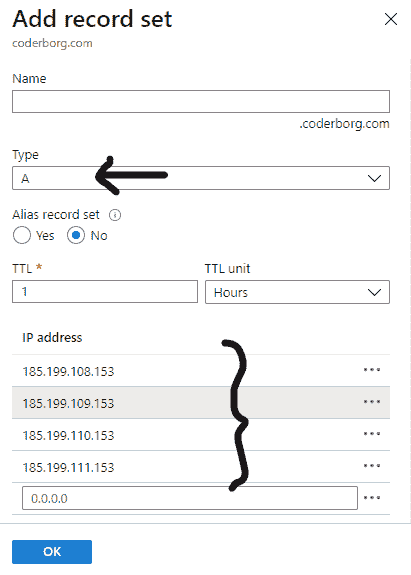 Add record set
coderborg.com
Name
.coderborg.com
Type
A
Alias record set
Yes No
TTL * TTL unit
1 Hours
IP address
185.199.108.153
185.199.109.153
185.199.110.153
185.199.111.153
0.0.0.0
OK